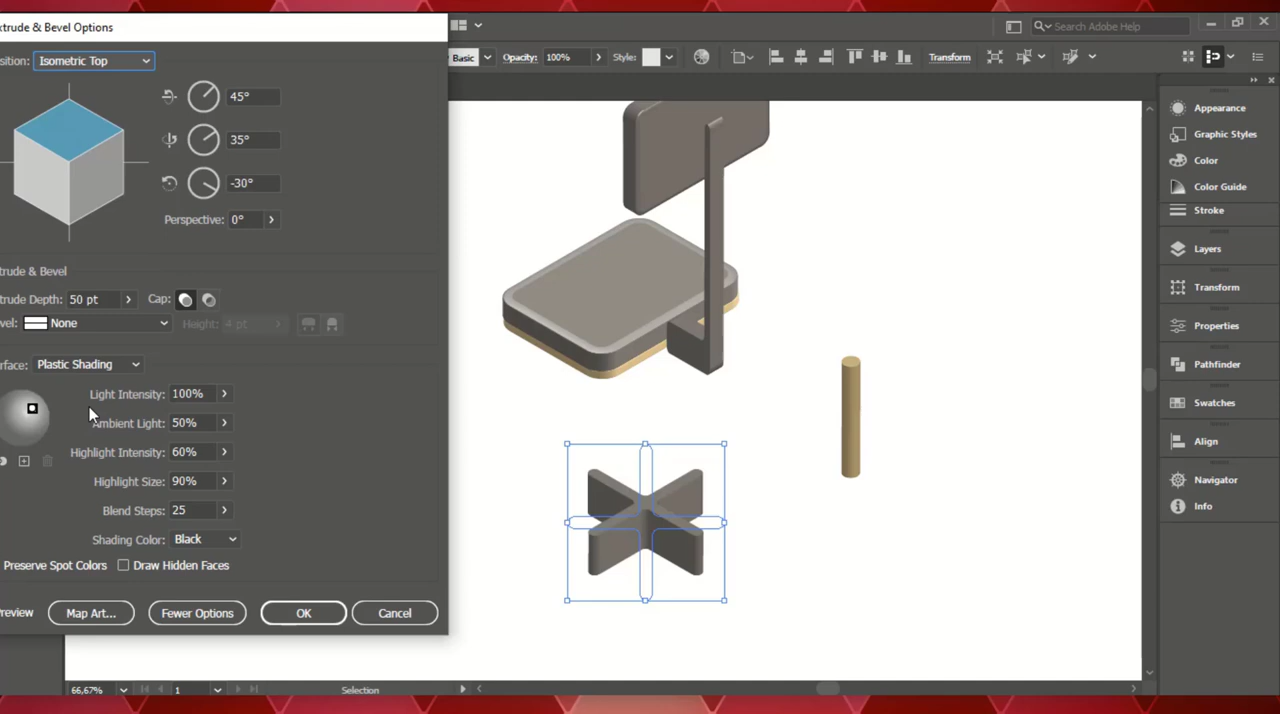 xtrude & Bevel Options
sition: Isometric Top
45°
35°
-30°
Perspective: 0°
trude & Bevel
trude Depth: 50 pt Cap:
vel: None Height: 4 pt
rface: Plastic Shading
Light Intensity: 100%
Ambient Light: 50%
Highlight Intensity: 60%
Highlight Size: 90%
Blend Steps: 25
Shading Color: Black
Preserve Spot Colors Draw Hidden Faces
review Map Art... Fewer Options OK Cancel
Search Adobe Help
Basic Opacity: 100% Style: Transform
Appearance
Graphic Styles
Color
Color Guide
Stroke
Layers
Transform
Properties
Pathfinder
Swatches
Align
Navigator
Info
66,67% 1 Selection